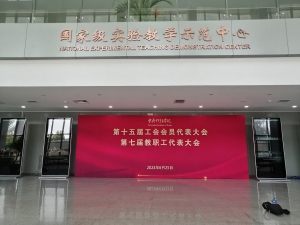 国家级实验教学示范中心
NATIONAL EXPERIMENTAL TEACHING DEMONSTRATION CENTER
第十五届工会会员代表大会
第七届教职工代表大会